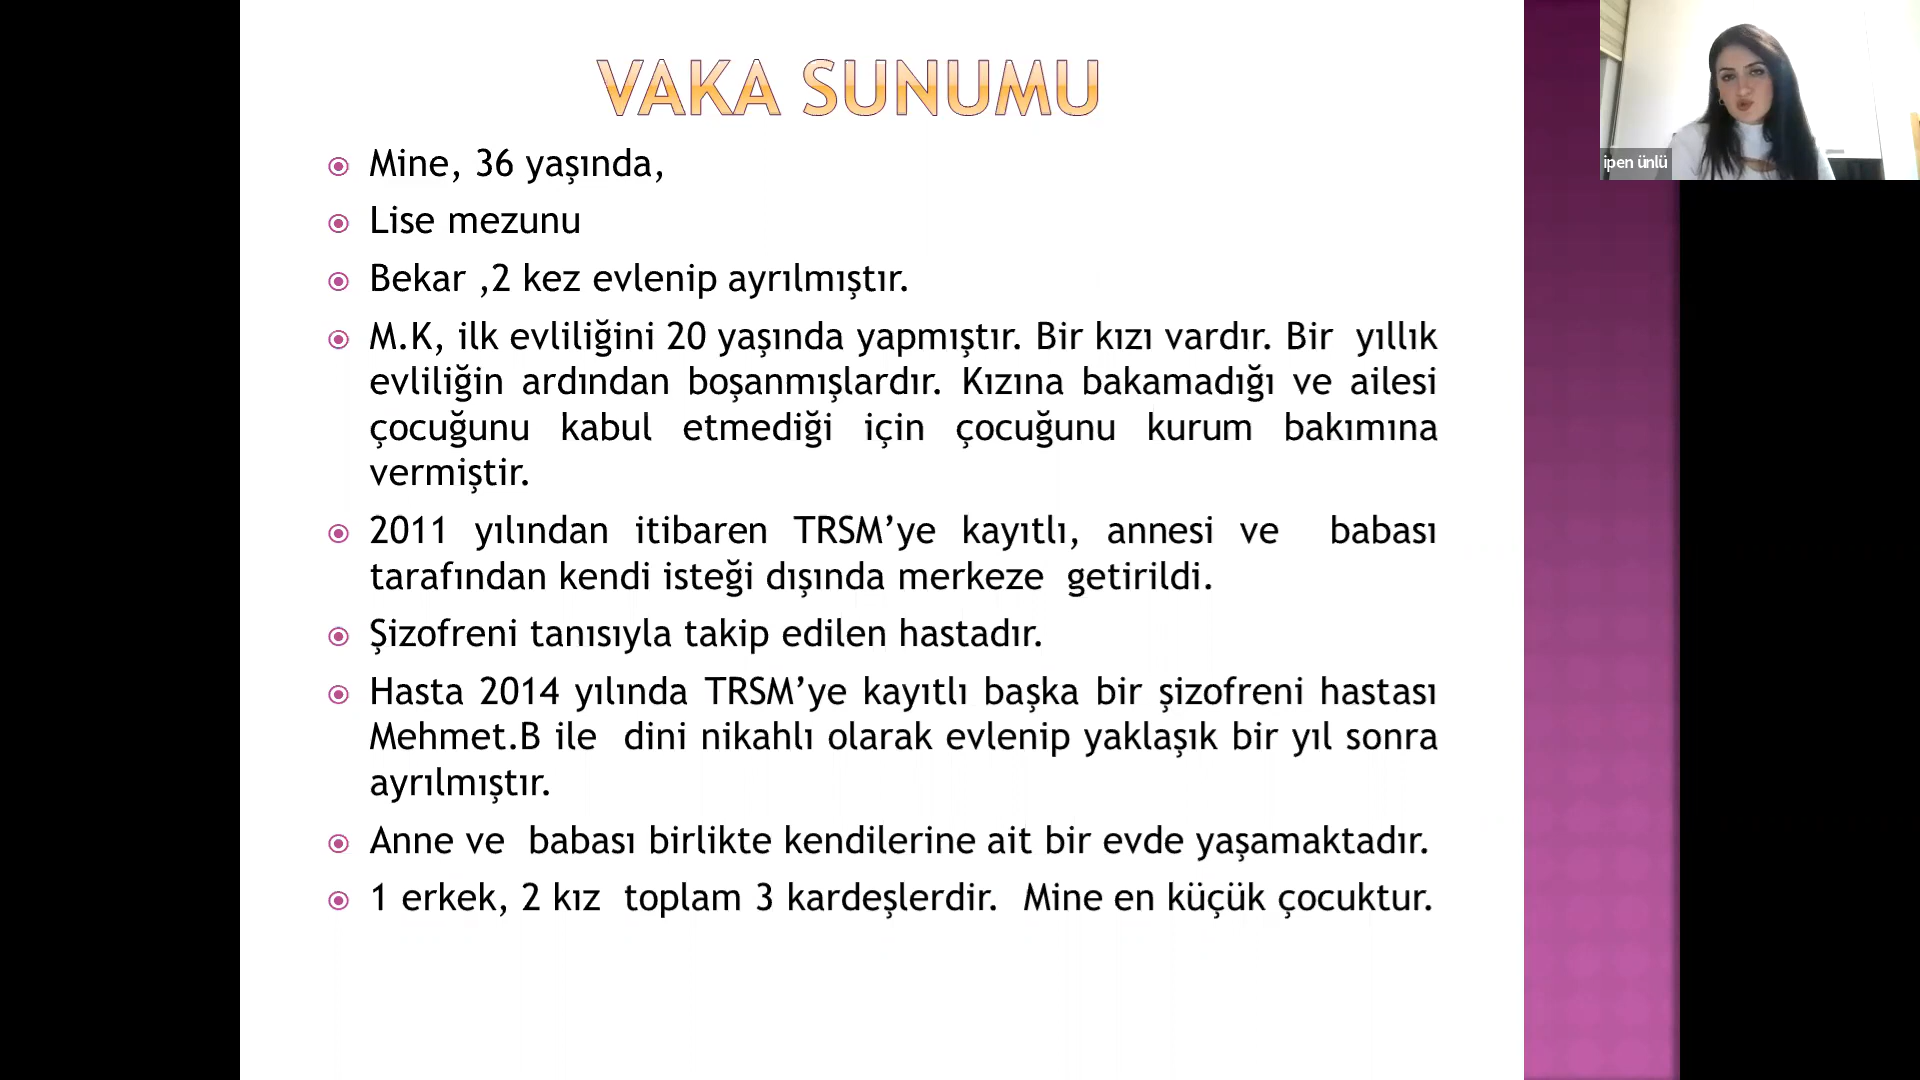 VAKA SUNUMU
Mine, 36 yaşında,
Lise mezunu
Bekar ,2 kez evlenip ayrılmıştır.
M.K, ilk evliliğini 20 yaşında yapmıştır. Bir kızı vardır. Bir yıllık
evliliğin ardından boşanmışlardır. Kızına bakamadığı ve ailesi
çocuğunu kabul etmediği için çocuğunu kurum bakımına
vermiştir.
2011 yılından itibaren TRSM’ye kayıtlı, annesi ve babası
tarafından kendi isteği dışında merkeze getirildi.
Şizofreni tanısıyla takip edilen hastadır.
Hasta 2014 yılında TRSM’ye kayıtlı başka bir şizofreni hastası
Mehmet.B ile dini nikahlı olarak evlenip yaklaşık bir yıl sonra
ayrılmıştır.
Anne ve babası birlikte kendilerine ait bir evde yaşamaktadır.
1 erkek, 2 kız toplam 3 kardeşlerdir. Mine en küçük çocuktur.
ipen ünlü